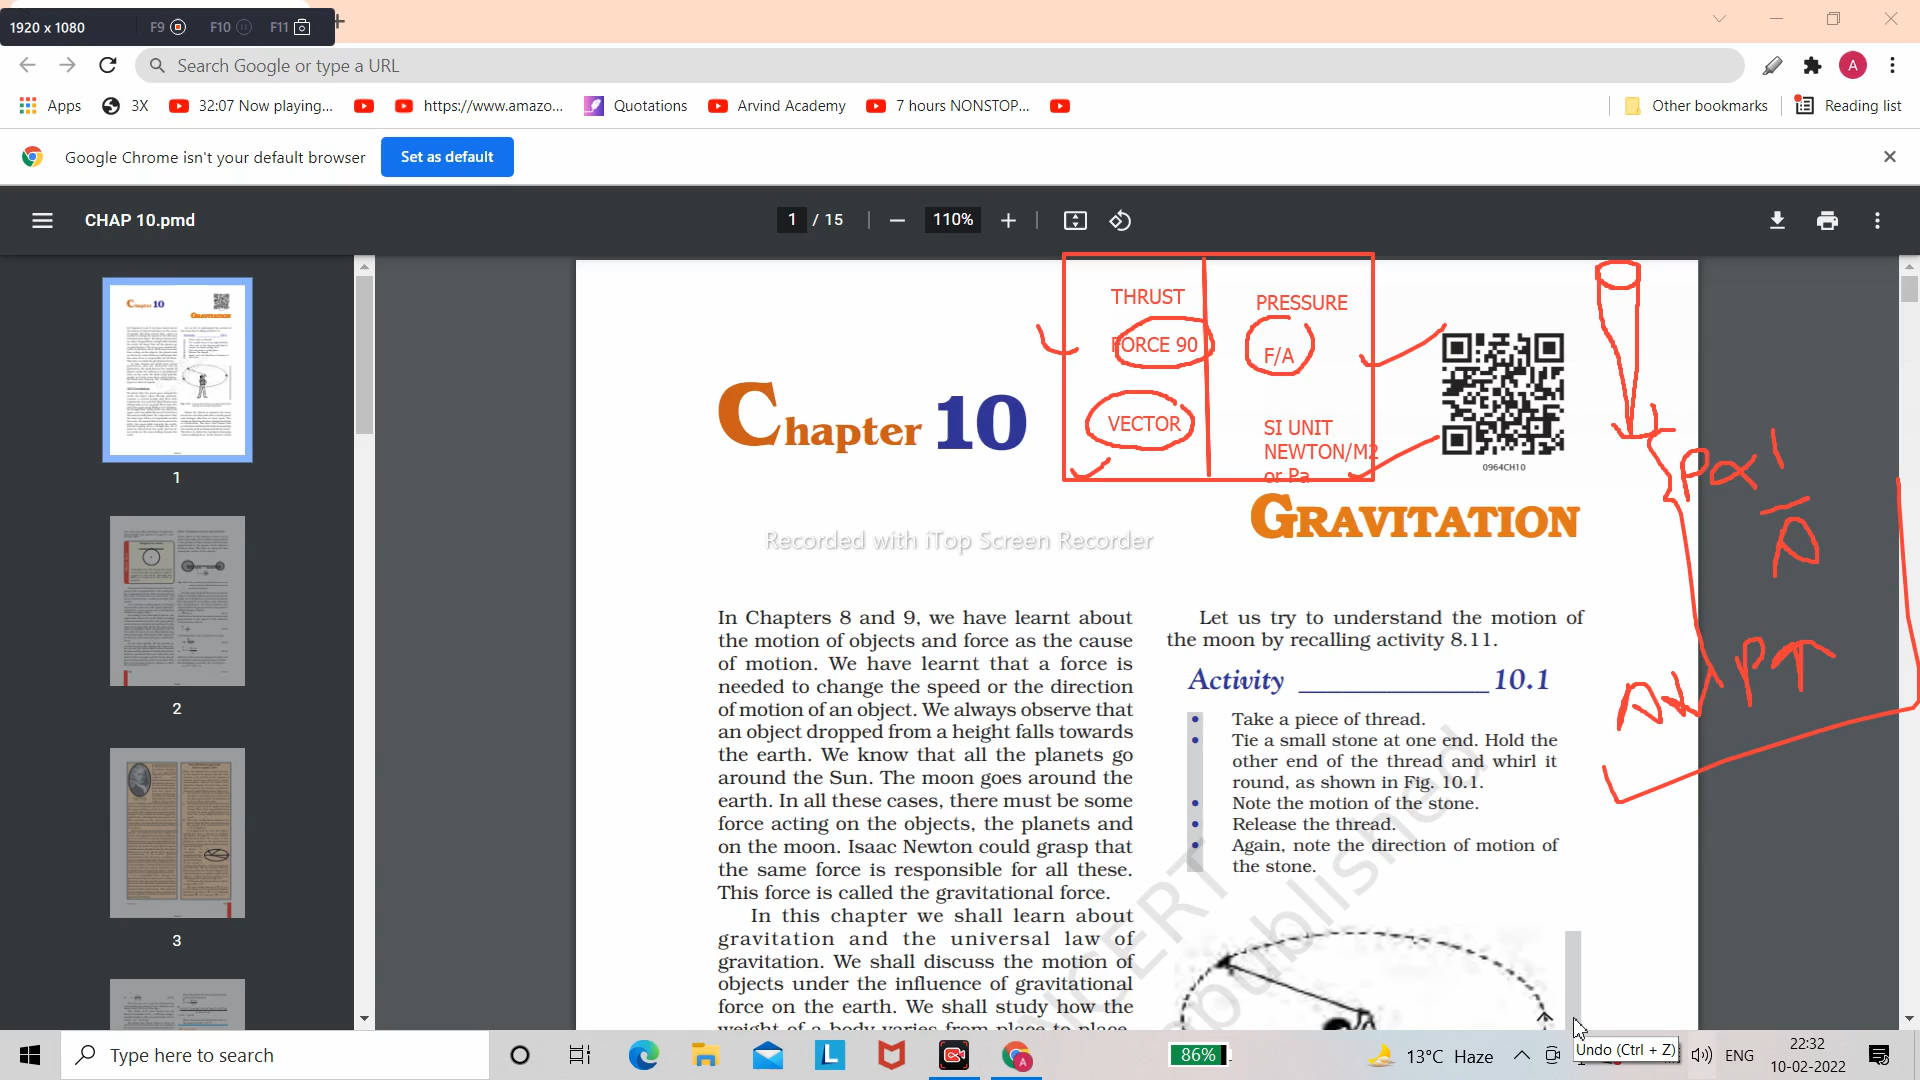 1920 x 1080 F9 F10 F11
Search Google or type a URL
A
Apps 3X 32:07 Now playing... https://www.amazo... Quotations Arvind Academy 7 hours NONSTOP... Other bookmarks Reading list
Google Chrome isn't your default browser Set as default
CHAP 10.pmd 1 / 15 110%
THRUST
FORCE 90
VECTOR
PRESSURE
F/A
SI UNIT
NEWTON/M2
or Pa
Chapter 10
0964CH10
GRAVITATION
Recorded with iTop Screen Recorder
P∝1
A
A↓ P↑
In Chapters 8 and 9, we have learnt about
the motion of objects and force as the cause
of motion. We have learnt that a force is
needed to change the speed or the direction
of motion of an object. We always observe that
an object dropped from a height falls towards
the earth. We know that all the planets go
around the Sun. The moon goes around the
earth. In all these cases, there must be some
force acting on the objects, the planets and
on the moon. Isaac Newton could grasp that
the same force is responsible for all these.
This force is called the gravitational force.
In this chapter we shall learn about
gravitation and the universal law of
gravitation. We shall discuss the motion of
objects under the influence of gravitational
force on the earth. We shall study how the
weight of a body varies from place to place.
Let us try to understand the motion of
the moon by recalling activity 8.11.
Activity 10.1
• Take a piece of thread.
• Tie a small stone at one end. Hold the
other end of the thread and whirl it
round, as shown in Fig. 10.1.
• Note the motion of the stone.
• Release the thread.
• Again, note the direction of motion of
the stone.
1
2
3
Type here to search
86%
13°C Haze
Undo (Ctrl + Z)
ENG
22:32
10-02-2022